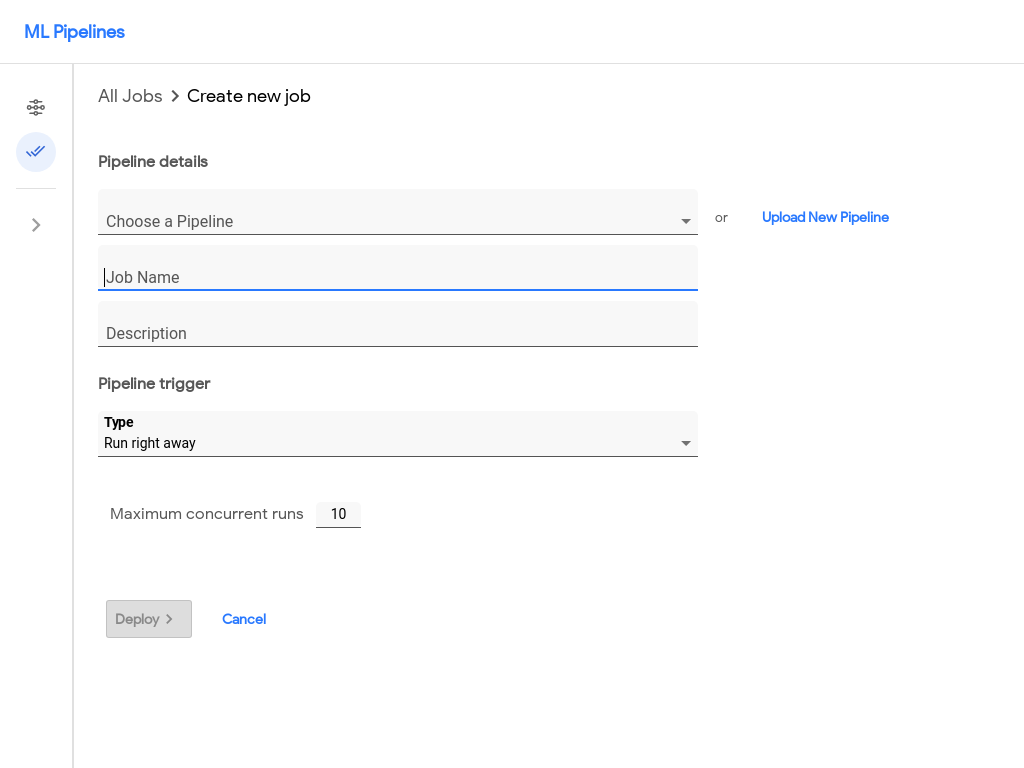 ML Pipelines
All Jobs > Create new job
Pipeline details
Choose a Pipeline or Upload New Pipeline
Job Name
Description
Pipeline trigger
Type
Run right away
Maximum concurrent runs 10
Deploy > Cancel